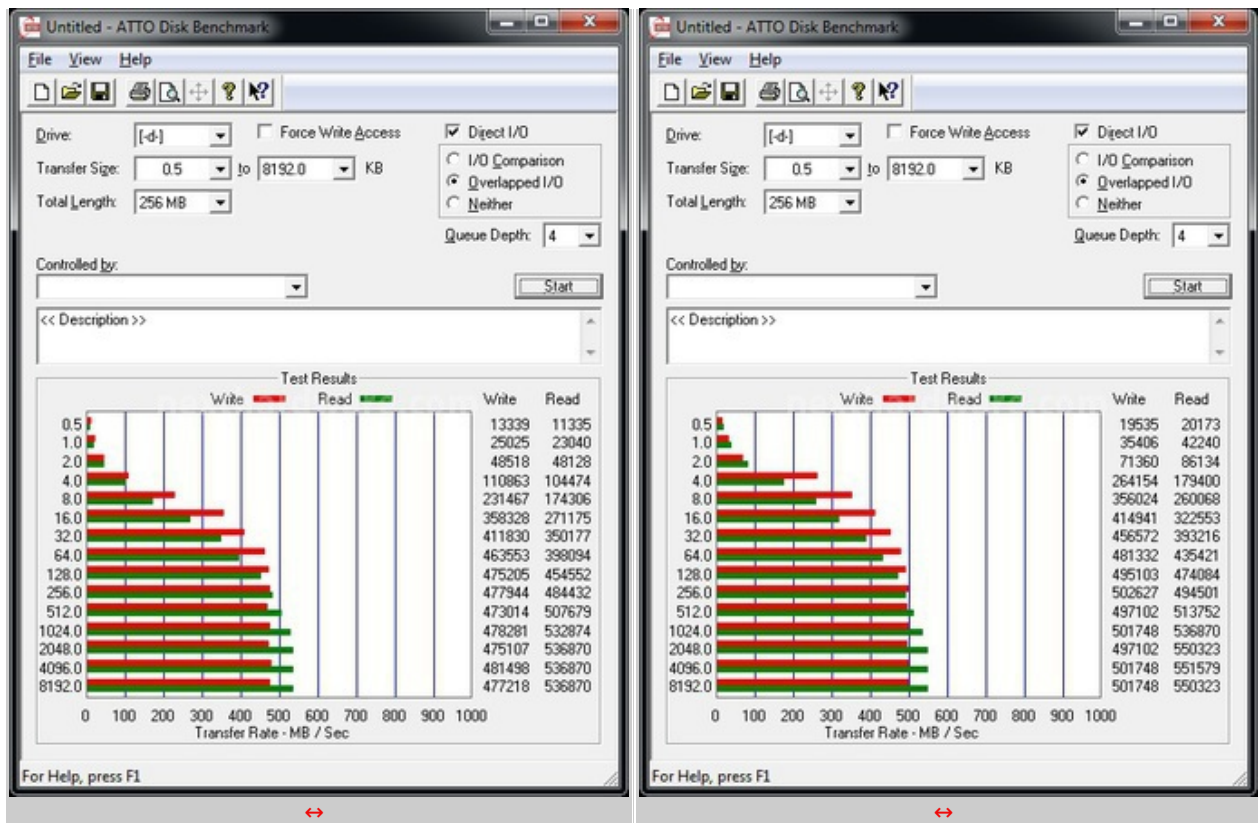 Untitled - ATTO Disk Benchmark
File View Help
Drive: [-d-] Force Write Access Direct I/O
Transfer Size: 0.5 to 8192.0 KB I/O Comparison
Overlapped I/O
Total Length: 256 MB Neither
Queue Depth: 4
Controlled by:
Start
<< Description >>
Test Results
Write Read Write Read
0.5 13339 11335
1.0 25025 23040
2.0 48518 48128
4.0 110863 104474
8.0 231467 174306
16.0 358328 271175
32.0 411830 350177
64.0 463553 398094
128.0 475205 454552
256.0 477944 484432
512.0 473014 507679
1024.0 478281 532874
2048.0 475107 536870
4096.0 481498 536870
8192.0 477218 536870
0 100 200 300 400 500 600 700 800 900 1000
Transfer Rate - MB / Sec
For Help, press F1
Untitled - ATTO Disk Benchmark
File View Help
Drive: [-d-] Force Write Access Direct I/O
Transfer Size: 0.5 to 8192.0 KB I/O Comparison
Overlapped I/O
Total Length: 256 MB Neither
Queue Depth: 4
Controlled by:
Start
<< Description >>
Test Results
Write Read Write Read
0.5 19535 20173
1.0 35406 42240
2.0 71360 86134
4.0 264154 179400
8.0 356024 260068
16.0 414941 322553
32.0 456572 393216
64.0 481332 435421
128.0 495103 474084
256.0 502627 494501
512.0 497102 513752
1024.0 501748 536870
2048.0 497102 550323
4096.0 501748 551579
8192.0 501748 550323
0 100 200 300 400 500 600 700 800 900 1000
Transfer Rate - MB / Sec
For Help, press F1